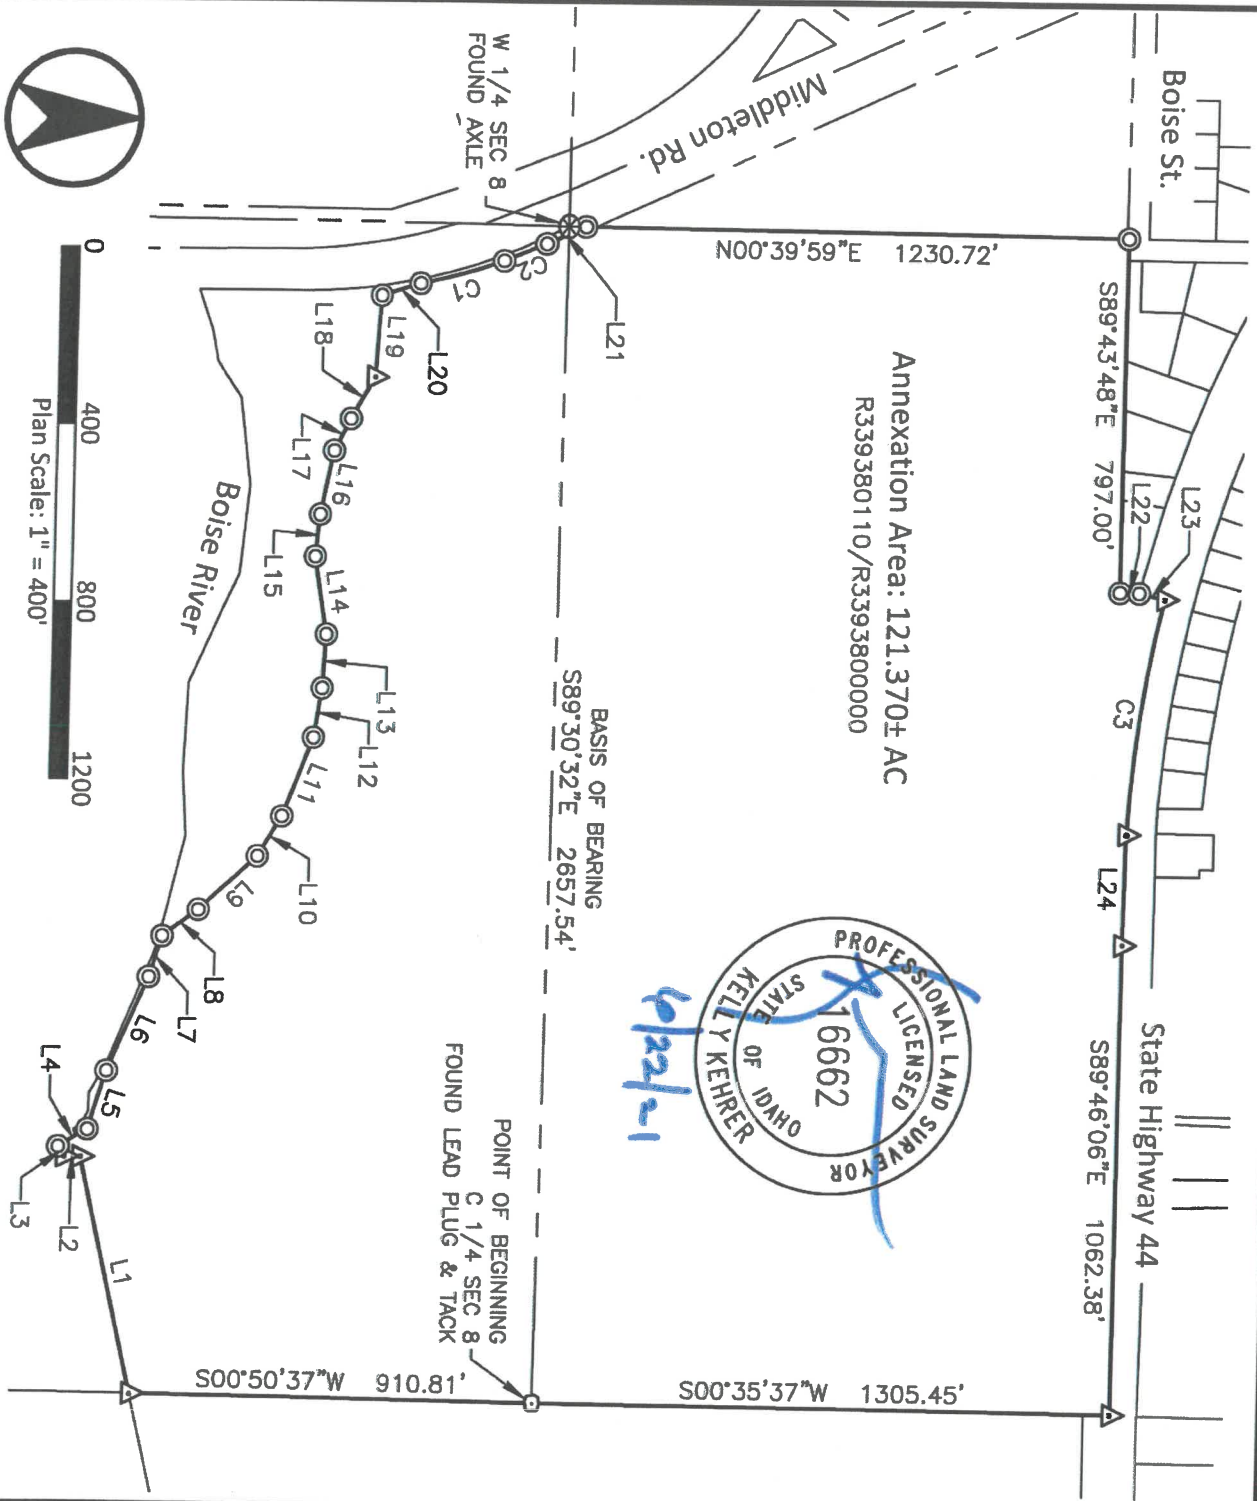 Boise St.
Middleton Rd.
W 1/4 SEC 8
FOUND AXLE
N00°39'59"E 1230.72'
S89°43'48"E 797.00'
L22
L23
C3
L24
State Highway 44
S89°46'06"E 1062.38'
Annexation Area: 121.370± AC
R339380110/R3393800000
PROFESSIONAL LAND SURVEYOR
LICENSED
16662
STATE OF IDAHO
KELLY KEHRER
BASIS OF BEARING
S89°30'32"E 2657.54'
POINT OF BEGINNING
C 1/4 SEC 8
FOUND LEAD PLUG & TACK
S00°35'37"W 1305.45'
S00°50'37"W 910.81'
L21
C2
C1
L20
L19
L18
L17
L16
L15
L14
L13
L12
L11
L10
L9
L8
L7
L6
L5
L4
L3
L2
L1
Boise River
0 400 800 1200
Plan Scale: 1" = 400'